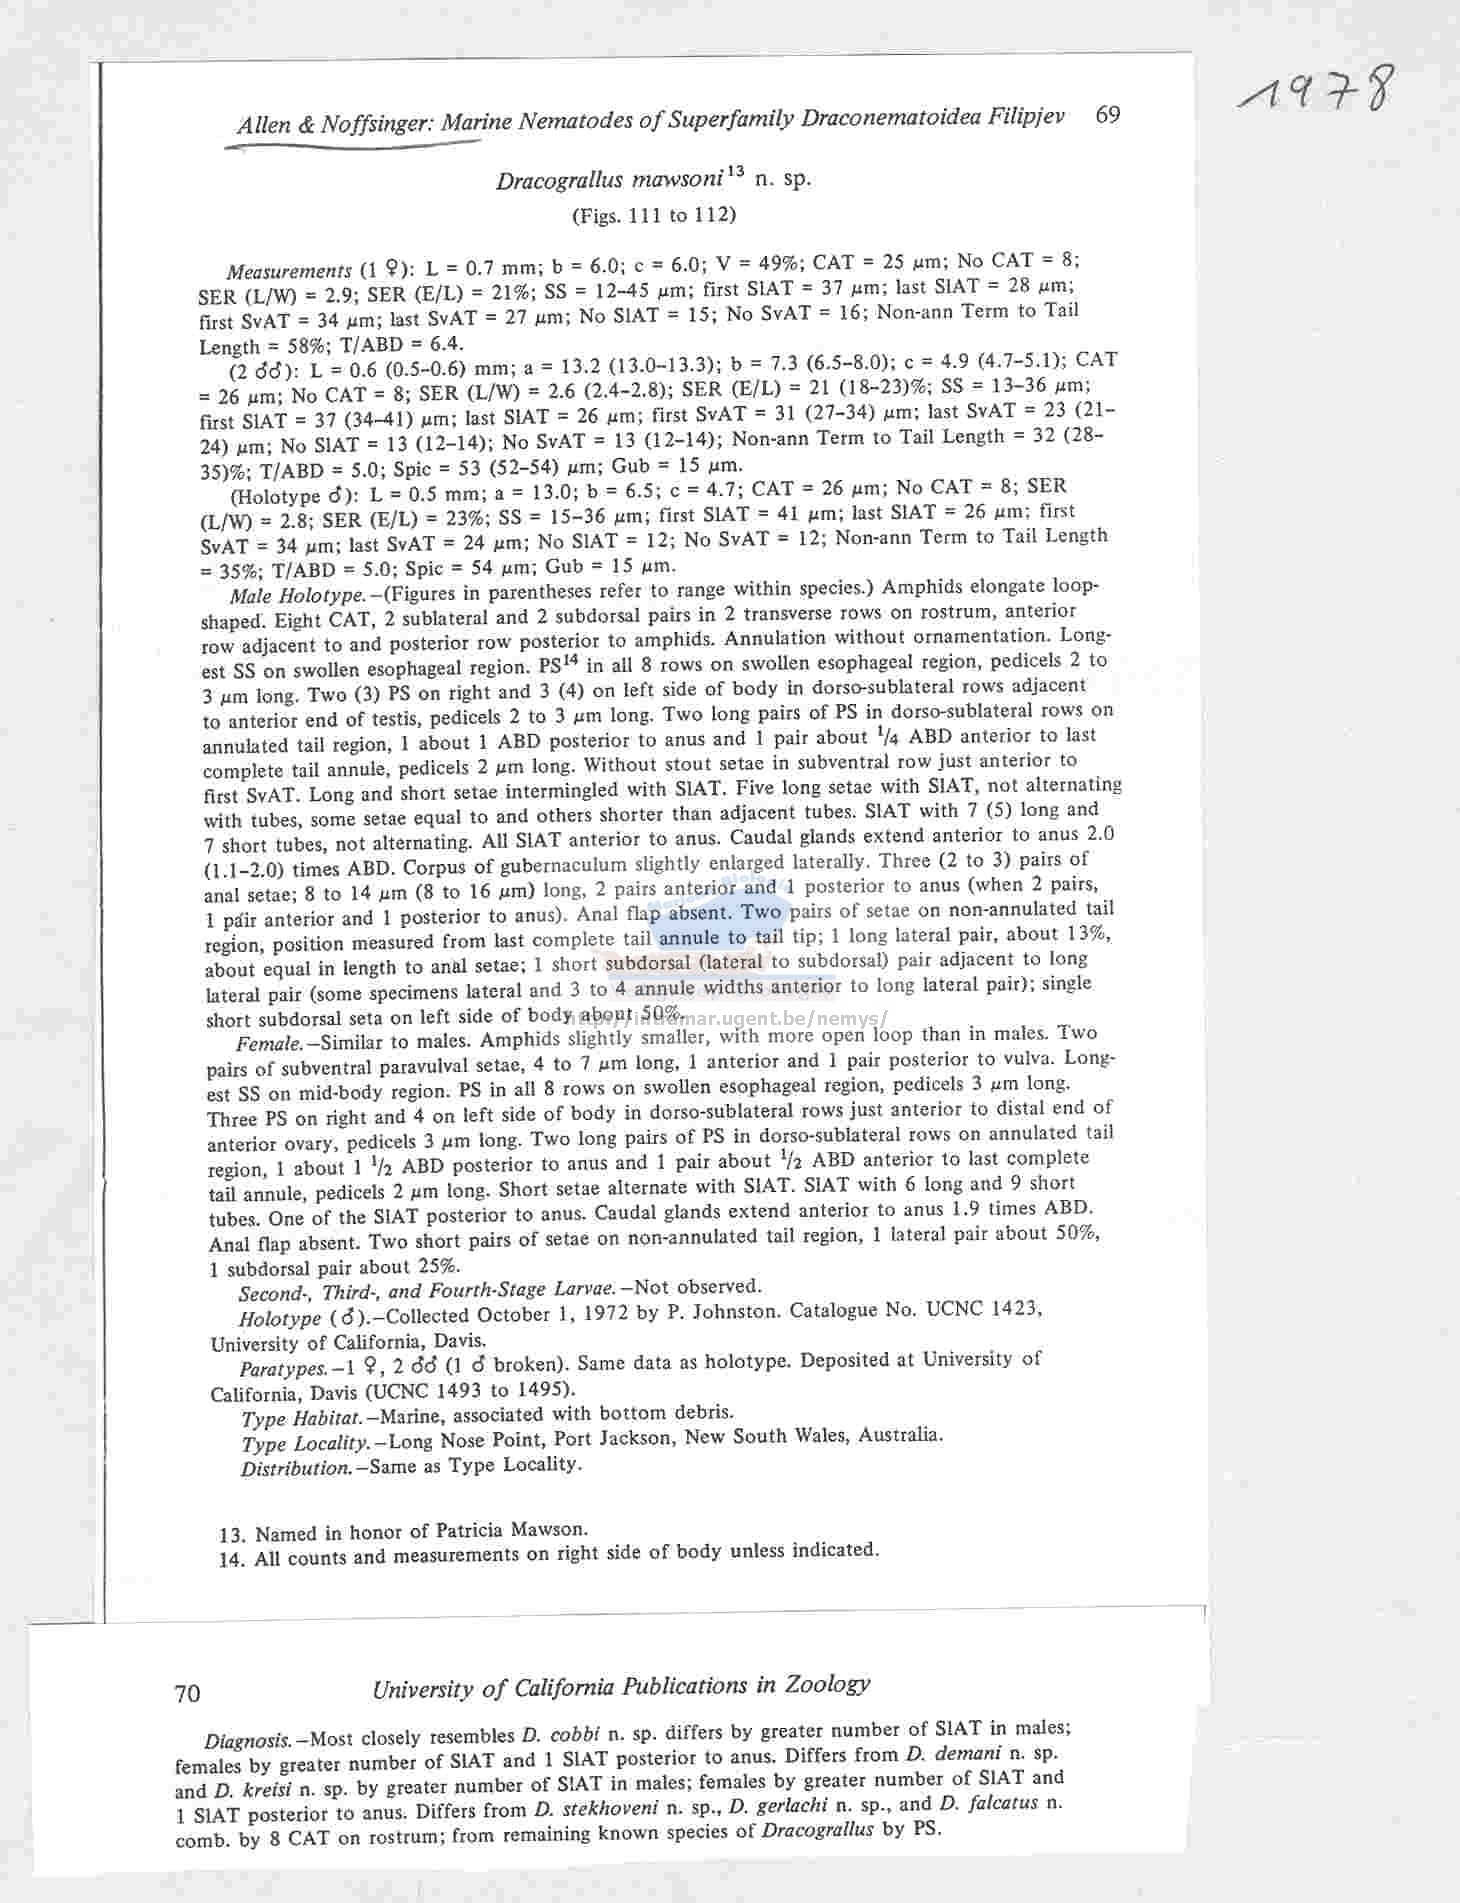 1978
Allen & Noffsinger: Marine Nematodes of Superfamily Draconematoidea Filipjev 69
Dracograllus mawsoni¹³ n. sp.
(Figs. 111 to 112)
Measurements (1 ♀): L = 0.7 mm; b = 6.0; c = 6.0; V = 49%; CAT = 25 μm; No CAT = 8;
SER (L/W) = 2.9; SER (E/L) = 21%; SS = 12–45 μm; first SlAT = 37 μm; last SlAT = 28 μm;
first SvAT = 34 μm; last SvAT = 27 μm; No SlAT = 15; No SvAT = 16; Non-ann Term to Tail
Length = 58%; T/ABD = 6.4.
(2 ♂♂): L = 0.6 (0.5–0.6) mm; a = 13.2 (13.0–13.3); b = 7.3 (6.5–8.0); c = 4.9 (4.7–5.1); CAT
= 26 μm; No CAT = 8; SER (L/W) = 2.6 (2.4–2.8); SER (E/L) = 21 (18–23)%; SS = 13–36 μm;
first SlAT = 37 (34–41) μm; last SlAT = 26 μm; first SvAT = 31 (27–34) μm; last SvAT = 23 (21–
24) μm; No SlAT = 13 (12–14); No SvAT = 13 (12–14); Non-ann Term to Tail Length = 32 (28–
35)%; T/ABD = 5.0; Spic = 53 (52–54) μm; Gub = 15 μm.
(Holotype ♂): L = 0.5 mm; a = 13.0; b = 6.5; c = 4.7; CAT = 26 μm; No CAT = 8; SER
(L/W) = 2.8; SER (E/L) = 23%; SS = 15–36 μm; first SlAT = 41 μm; last SlAT = 26 μm; first
SvAT = 34 μm; last SvAT = 24 μm; No SlAT = 12; No SvAT = 12; Non-ann Term to Tail Length
= 35%; T/ABD = 5.0; Spic = 54 μm; Gub = 15 μm.
Male Holotype.—(Figures in parentheses refer to range within species.) Amphids elongate loop-
shaped. Eight CAT, 2 sublateral and 2 subdorsal pairs in 2 transverse rows on rostrum, anterior
row adjacent to and posterior row posterior to amphids. Annulation without ornamentation. Long-
est SS on swollen esophageal region. PS¹⁴ in all 8 rows on swollen esophageal region, pedicels 2 to
3 μm long. Two (3) PS on right and 3 (4) on left side of body in dorso-sublateral rows adjacent
to anterior end of testis, pedicels 2 to 3 μm long. Two long pairs of PS in dorso-sublateral rows on
annulated tail region, 1 about 1 ABD posterior to anus and 1 pair about 1/4 ABD anterior to last
complete tail annule, pedicels 2 μm long. Without stout setae in subventral row just anterior to
first SvAT. Long and short setae intermingled with SlAT. Five long setae with SlAT, not alternating
with tubes, some setae equal to and others shorter than adjacent tubes. SlAT with 7 (5) long and
7 short tubes, not alternating. All SlAT anterior to anus. Caudal glands extend anterior to anus 2.0
(1.1–2.0) times ABD. Corpus of gubernaculum slightly enlarged laterally. Three (2 to 3) pairs of
anal setae; 8 to 14 μm (8 to 16 μm) long, 2 pairs anterior and 1 posterior to anus (when 2 pairs,
1 pair anterior and 1 posterior to anus). Anal flap absent. Two pairs of setae on non-annulated tail
region, position measured from last complete tail annule to tail tip; 1 long lateral pair, about 13%,
about equal in length to anal setae; 1 short subdorsal (lateral to subdorsal) pair adjacent to long
lateral pair (some specimens lateral and 3 to 4 annule widths anterior to long lateral pair); single
short subdorsal seta on left side of body about 50%.
http://intramar.ugent.be/nemys/
Female.—Similar to males. Amphids slightly smaller, with more open loop than in males. Two
pairs of subventral paravulval setae, 4 to 7 μm long, 1 anterior and 1 pair posterior to vulva. Long-
est SS on mid-body region. PS in all 8 rows on swollen esophageal region, pedicels 3 μm long.
Three PS on right and 4 on left side of body in dorso-sublateral rows just anterior to distal end of
anterior ovary, pedicels 3 μm long. Two long pairs of PS in dorso-sublateral rows on annulated tail
region, 1 about 1 1/2 ABD posterior to anus and 1 pair about 1/2 ABD anterior to last complete
tail annule, pedicels 2 μm long. Short setae alternate with SlAT. SlAT with 6 long and 9 short
tubes. One of the SlAT posterior to anus. Caudal glands extend anterior to anus 1.9 times ABD.
Anal flap absent. Two short pairs of setae on non-annulated tail region, 1 lateral pair about 50%,
1 subdorsal pair about 25%.
Second-, Third-, and Fourth-Stage Larvae.—Not observed.
Holotype (♂).—Collected October 1, 1972 by P. Johnston. Catalogue No. UCNC 1423,
University of California, Davis.
Paratypes.—1 ♀, 2 ♂♂ (1 ♂ broken). Same data as holotype. Deposited at University of
California, Davis (UCNC 1493 to 1495).
Type Habitat.—Marine, associated with bottom debris.
Type Locality.—Long Nose Point, Port Jackson, New South Wales, Australia.
Distribution.—Same as Type Locality.
13. Named in honor of Patricia Mawson.
14. All counts and measurements on right side of body unless indicated.
70 University of California Publications in Zoology
Diagnosis.—Most closely resembles D. cobbi n. sp. differs by greater number of SlAT in males;
females by greater number of SlAT and 1 SlAT posterior to anus. Differs from D. demani n. sp.
and D. kreisi n. sp. by greater number of SlAT in males; females by greater number of SlAT and
1 SlAT posterior to anus. Differs from D. stekhoveni n. sp., D. gerlachi n. sp., and D. falcatus n.
comb. by 8 CAT on rostrum; from remaining known species of Dracograllus by PS.